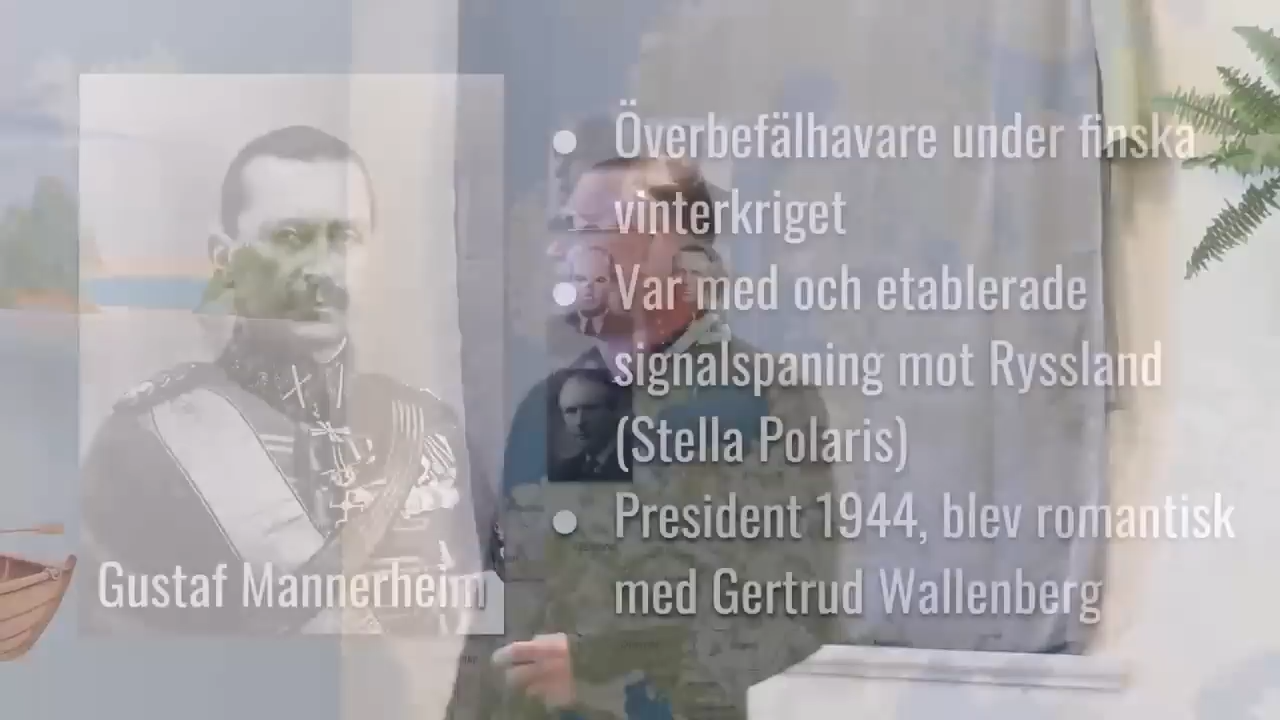 Överbefälhavare under finska
vinterkriget
Var med och etablerade
signalspaning mot Ryssland
(Stella Polaris)
President 1944, blev romantisk
med Gertrud Wallenberg
Gustaf Mannerheim